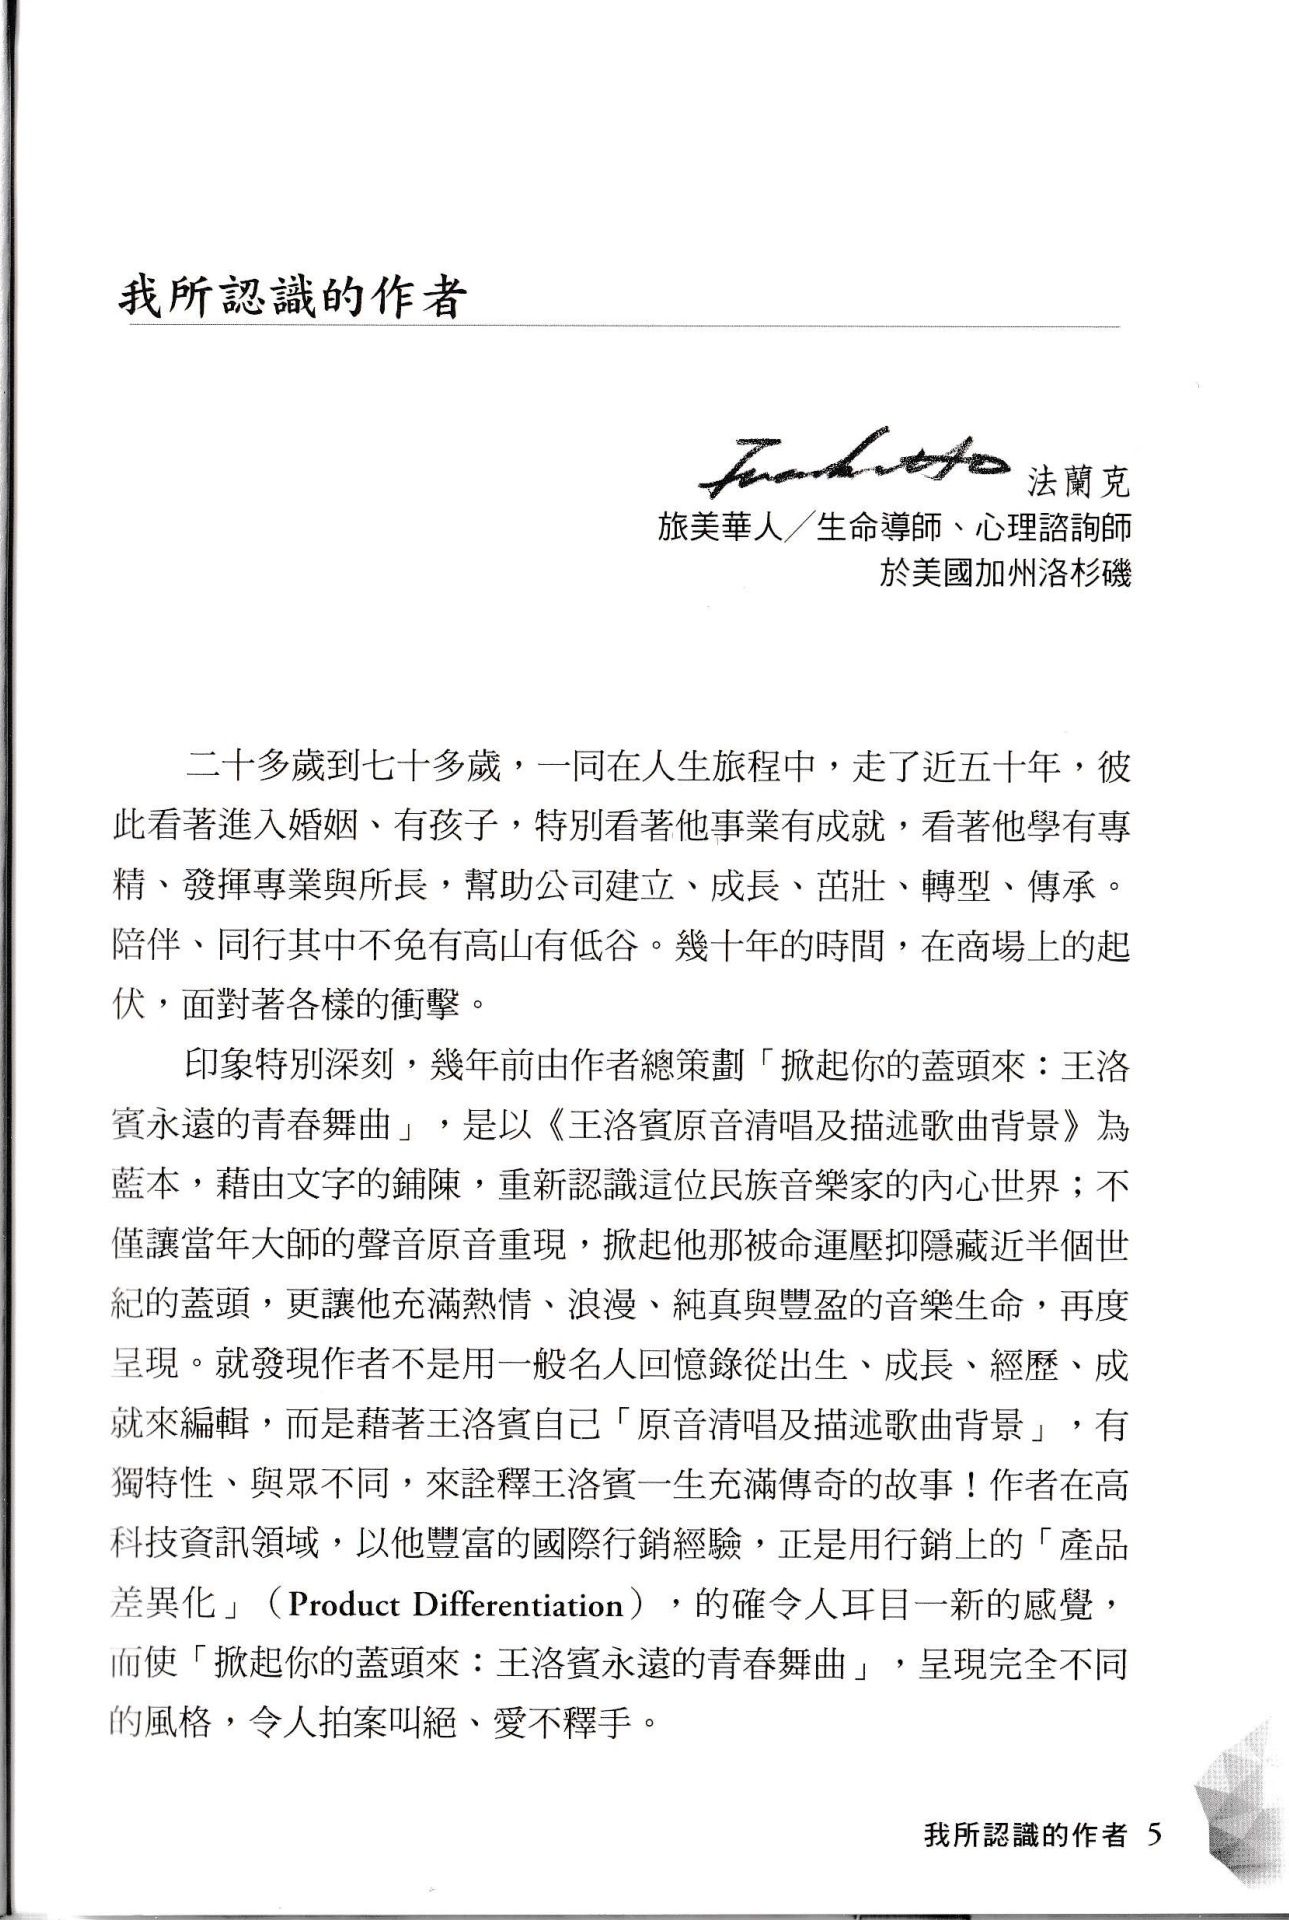 我所認識的作者
法蘭克
旅美華人／生命導師、心理諮詢師
於美國加州洛杉磯
二十多歲到七十多歲，一同在人生旅程中，走了近五十年，彼
此看著進入婚姻、有孩子，特別看著他事業有成就，看著他學有專
精、發揮專業與所長，幫助公司建立、成長、茁壯、轉型、傳承。
陪伴、同行其中不免有高山有低谷。幾十年的時間，在商場上的起
伏，面對著各樣的衝擊。
印象特別深刻，幾年前由作者總策劃「掀起你的蓋頭來：王洛
賓永遠的青春舞曲」，是以《王洛賓原音清唱及描述歌曲背景》為
藍本，藉由文字的鋪陳，重新認識這位民族音樂家的內心世界；不
僅讓當年大師的聲音原音重現，掀起他那被命運壓抑隱藏近半個世
紀的蓋頭，更讓他充滿熱情、浪漫、純真與豐盈的音樂生命，再度
呈現。就發現作者不是用一般名人回憶錄從出生、成長、經歷、成
就來編輯，而是藉著王洛賓自己「原音清唱及描述歌曲背景」，有
獨特性、與眾不同，來詮釋王洛賓一生充滿傳奇的故事！作者在高
科技資訊領域，以他豐富的國際行銷經驗，正是用行銷上的「產品
差異化」（Product Differentiation），的確令人耳目一新的感覺，
而使「掀起你的蓋頭來：王洛賓永遠的青春舞曲」，呈現完全不同
的風格，令人拍案叫絕、愛不釋手。
我所認識的作者 5